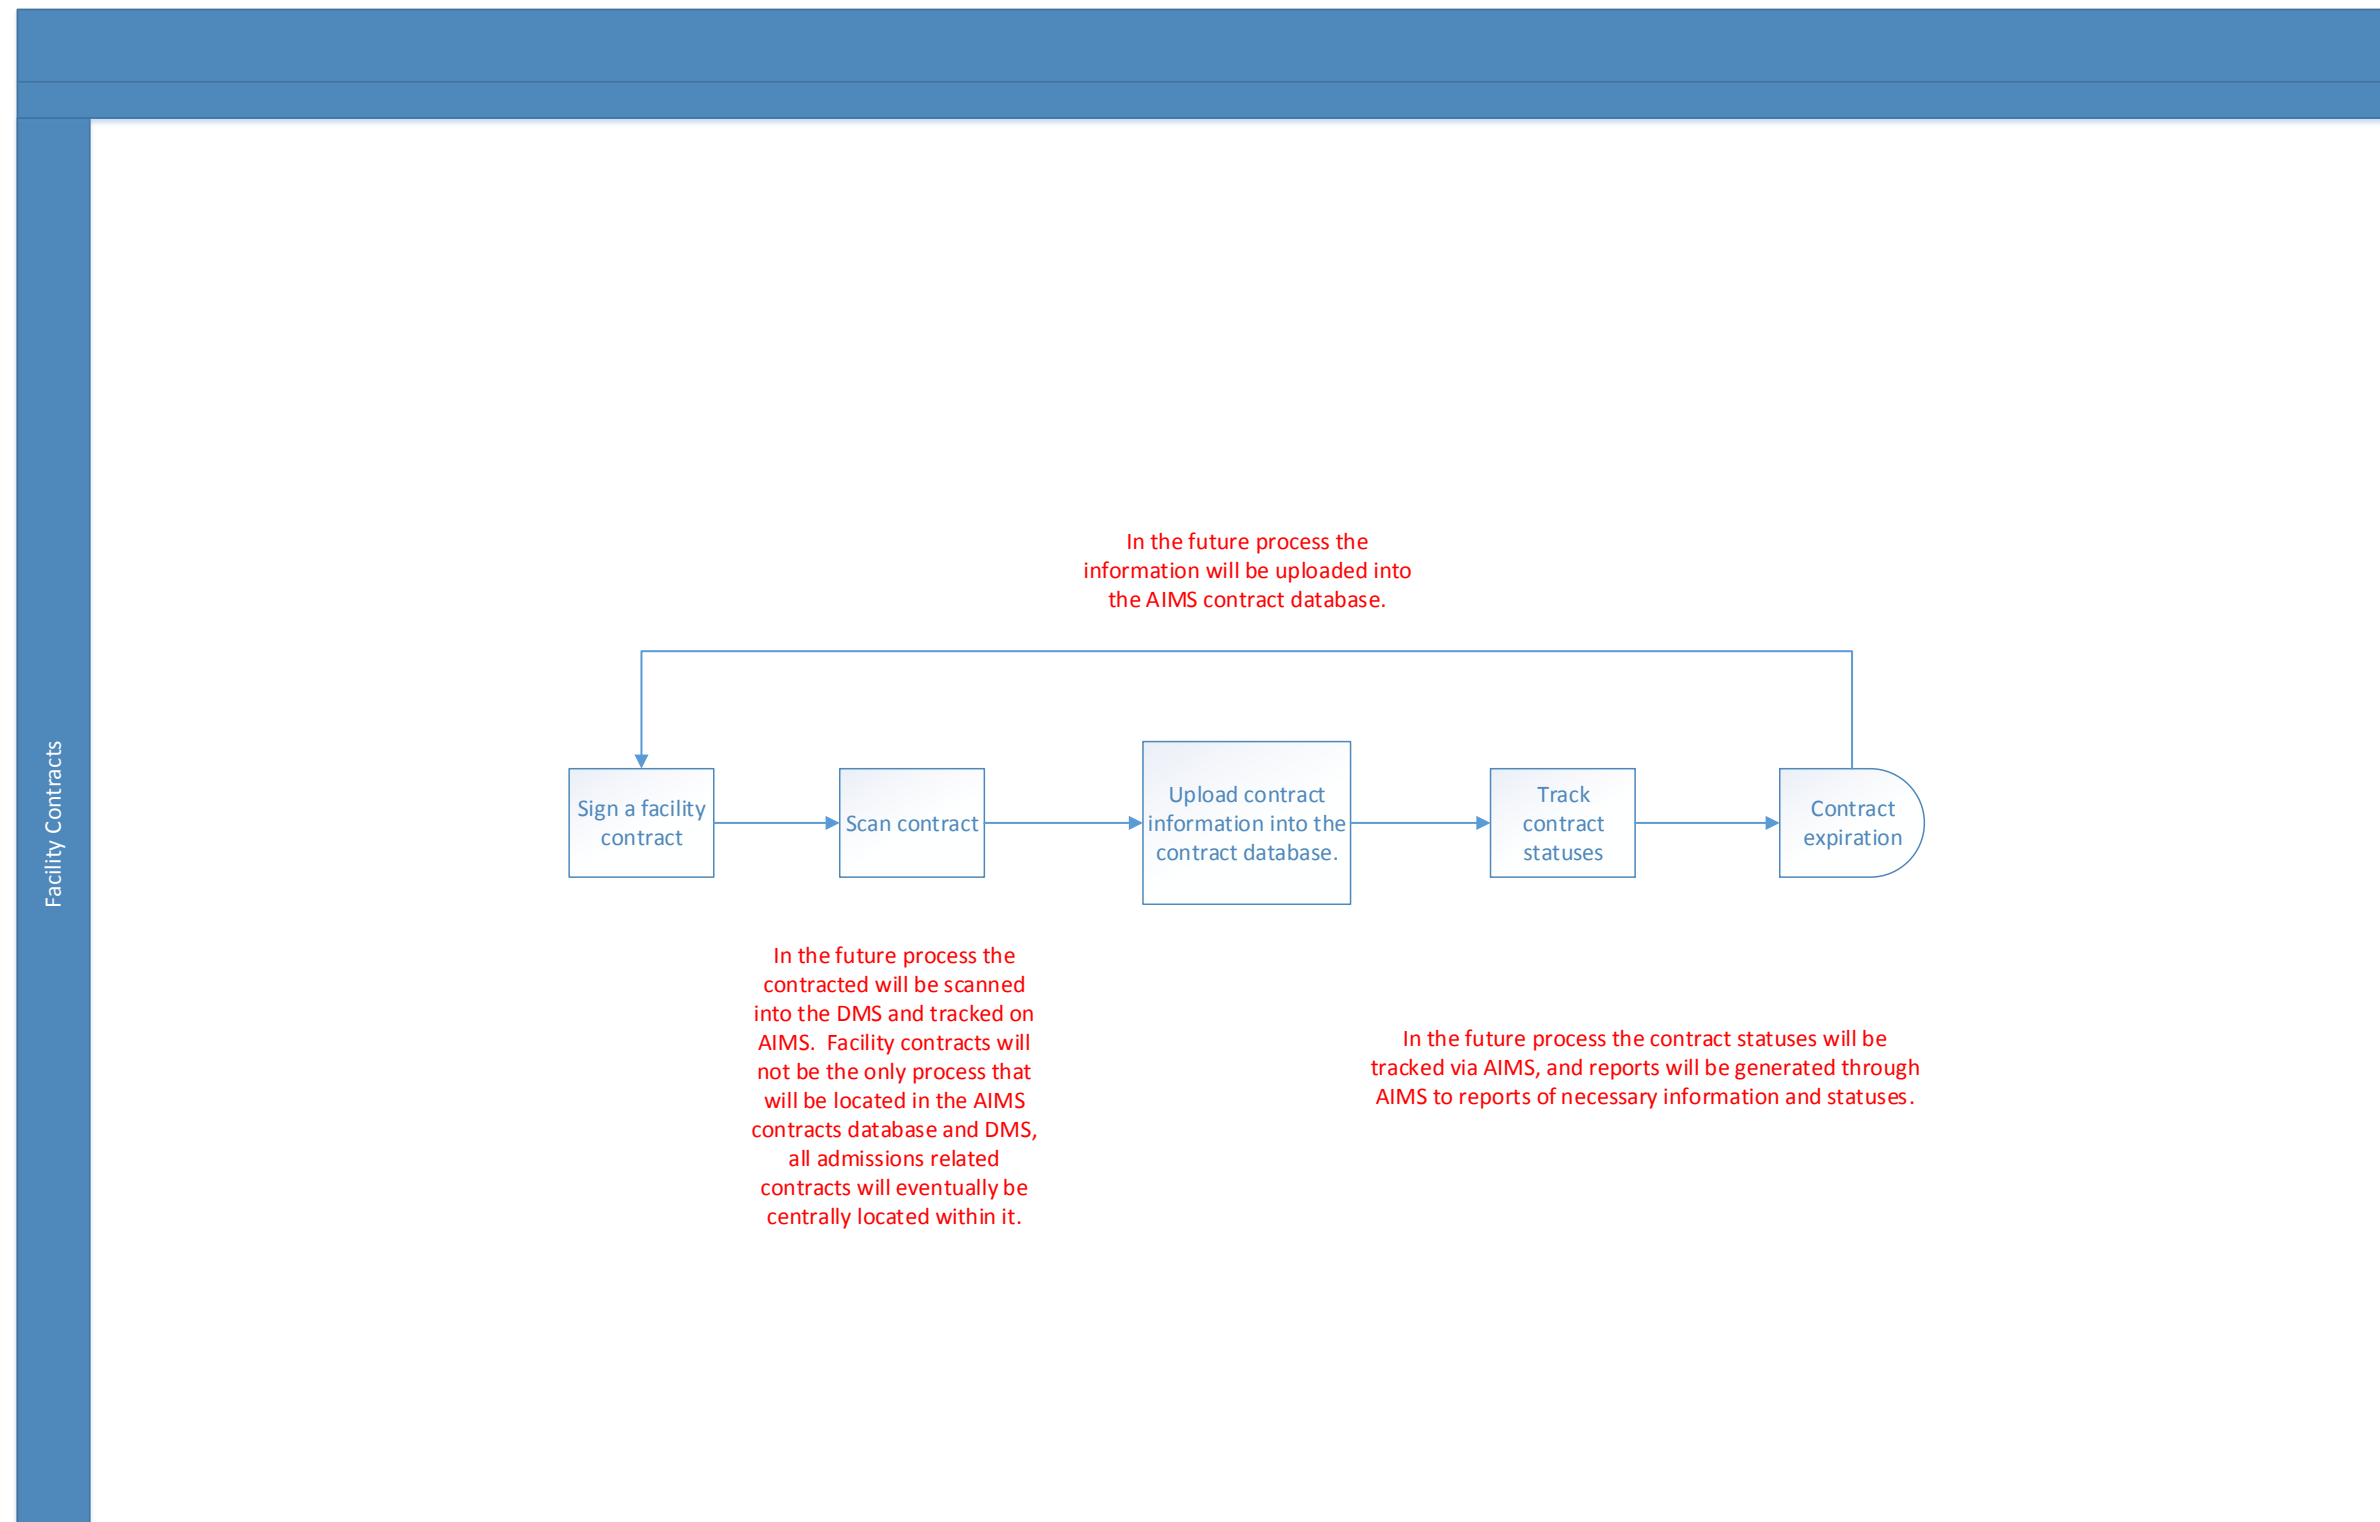 In the future process the
information will be uploaded into
the AIMS contract database.
Facility Contracts
Sign a facility
contract
Scan contract
Upload contract
information into the
contract database.
Track
contract
statuses
Contract
expiration
In the future process the
contracted will be scanned
into the DMS and tracked on
AIMS.  Facility contracts will
not be the only process that
will be located in the AIMS
contracts database and DMS,
all admissions related
contracts will eventually be
centrally located within it.
In the future process the contract statuses will be
tracked via AIMS, and reports will be generated through
AIMS to reports of necessary information and statuses.